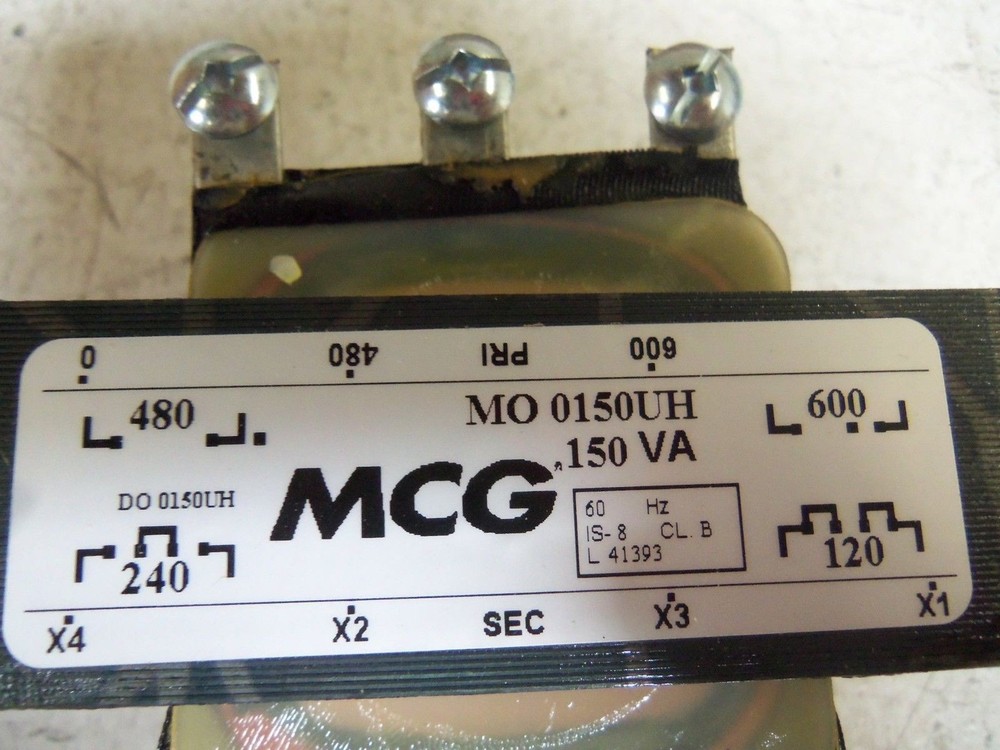 0 480 PRI 600
480 MO 0150UH 600
150 VA
DO 0150UH MCG
60 Hz
IS-8 CL. B
L 41393
240 120
X4 X2 SEC X3 X1